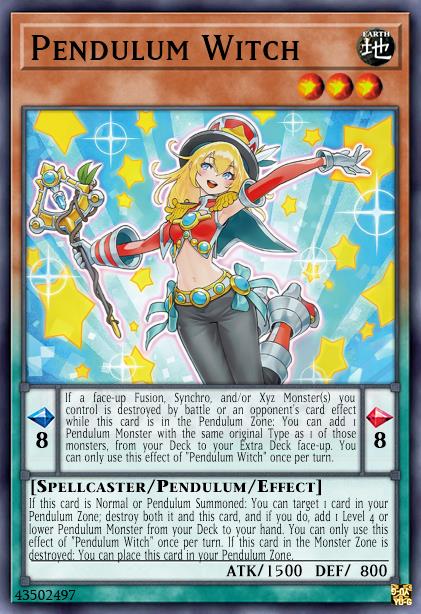 PENDULUM WITCH
EARTH
地
If a face-up Fusion, Synchro, and/or Xyz Monster(s) you
control is destroyed by battle or an opponent's card effect
while this card is in the Pendulum Zone: You can add 1
Pendulum Monster with the same original Type as 1 of those
monsters, from your Deck to your Extra Deck face-up. You can
only use this effect of "Pendulum Witch" once per turn.
8
8
[SPELLCASTER/PENDULUM/EFFECT]
If this card is Normal or Pendulum Summoned: You can target 1 card in your
Pendulum Zone; destroy both it and this card, and if you do, add 1 Level 4 or
lower Pendulum Monster from your Deck to your hand. You can only use this
effect of "Pendulum Witch" once per turn. If this card in the Monster Zone is
destroyed: You can place this card in your Pendulum Zone.
ATK/1500 DEF/ 800
43502497